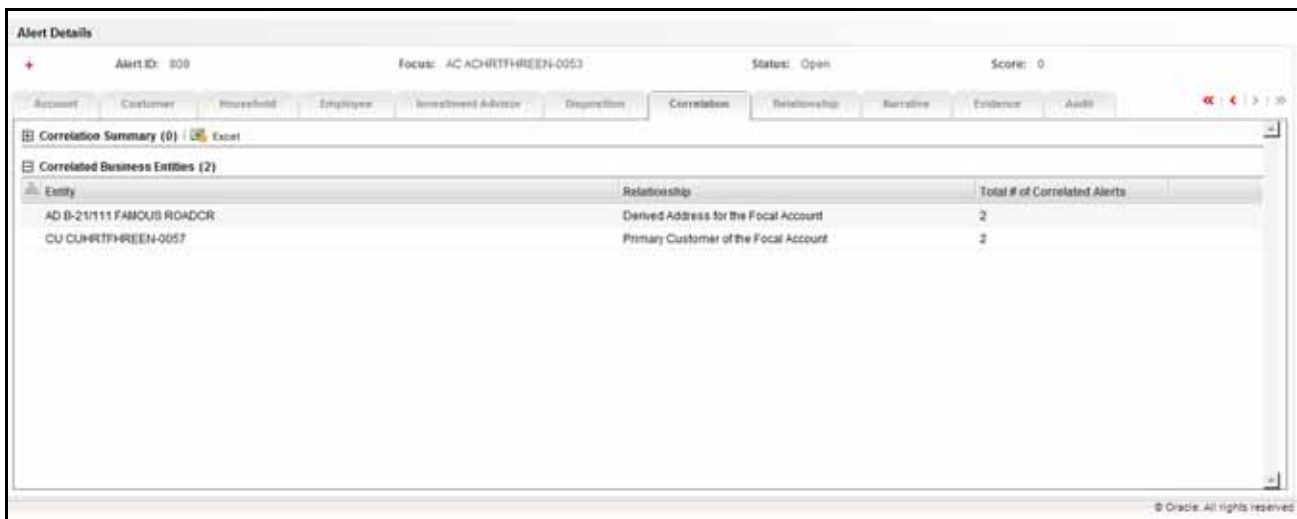 Alert Details
Alert ID: 809 Focus: AC ACHRTFHREEN-0053 Status: Open Score: 0
Account Customer Household Employee Investment Advisor Disposition Correlation Relationship Narrative Evidence Audit
Correlation Summary (0) Excel
Correlated Business Entities (2)
Entity Relationship Total # of Correlated Alerts
AD B-21/111 FAMOUS ROADCR Derived Address for the Focal Account 2
CU CUHRTFHREEN-0057 Primary Customer of the Focal Account 2
© Oracle. All rights reserved